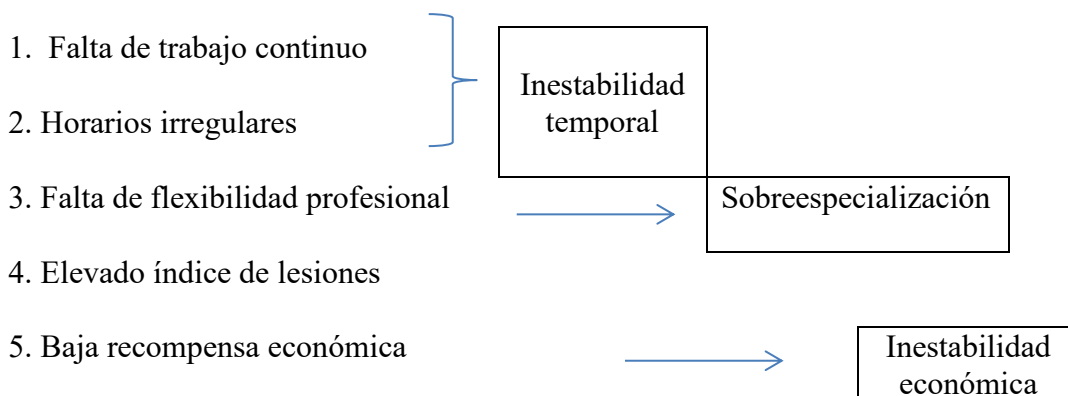 1. Falta de trabajo continuo
Inestabilidad
temporal
2. Horarios irregulares
3. Falta de flexibilidad profesional
Sobreespecialización
4. Elevado índice de lesiones
5. Baja recompensa económica
Inestabilidad
económica